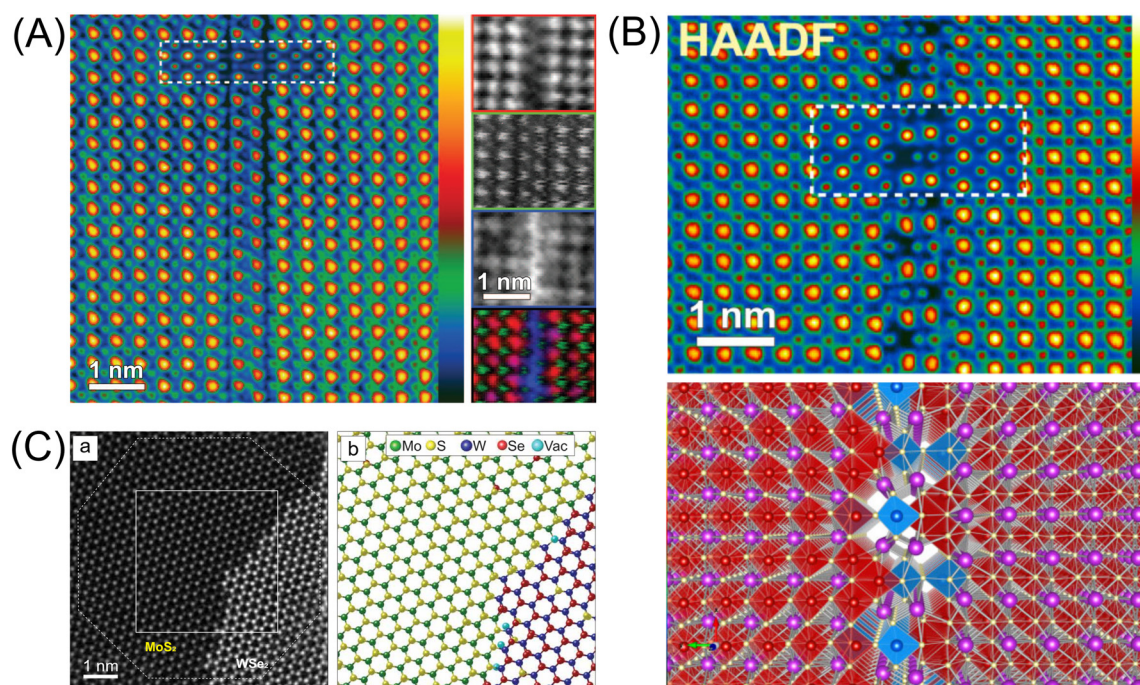 (A)
1 nm
1 nm
(B)
HAADF
1 nm
(C)
a
MoS₂
WSe₂
1 nm
b
Mo S W Se Vac